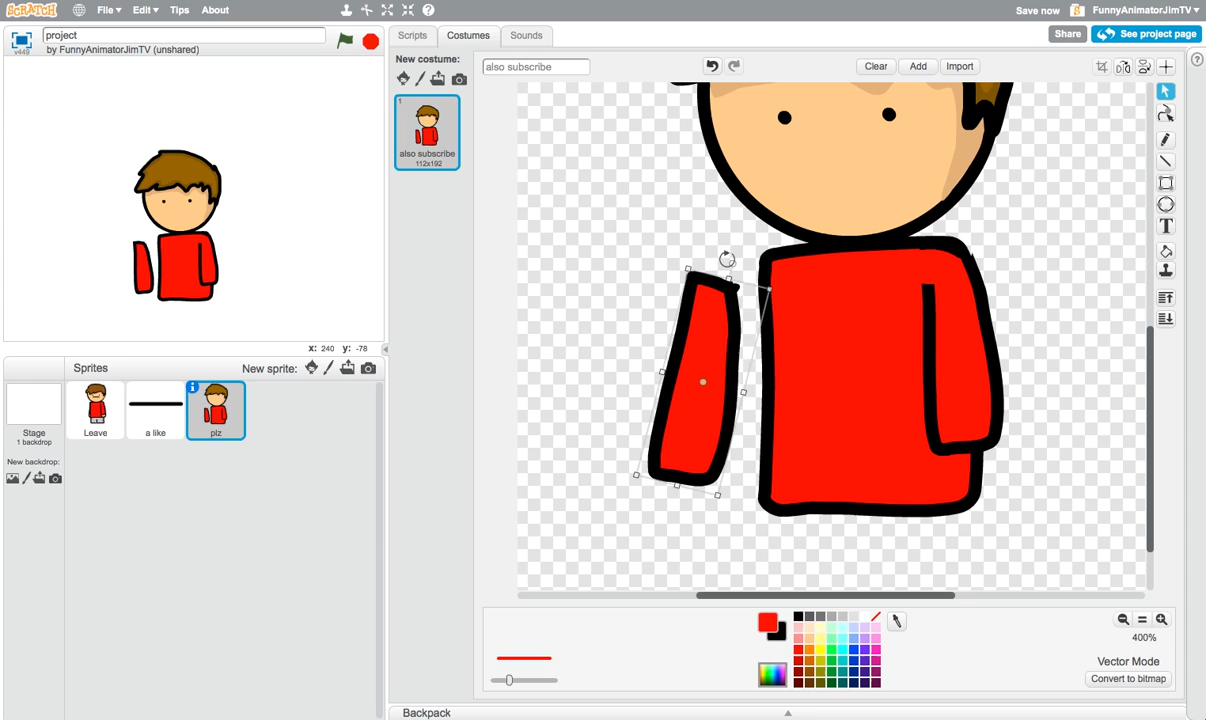 SCRATCH File▼ Edit▼ Tips About Save now FunnyAnimatorJimTV▼
project
by FunnyAnimatorJimTV (unshared)
v449
Scripts Costumes Sounds Share See project page
New costume: also subscribe Clear Add Import
1
also subscribe
112x192
x: 240 y: -78
Sprites New sprite:
Stage
1 backdrop
Leave a like plz
New backdrop:
T
400%
Vector Mode
Convert to bitmap
Backpack